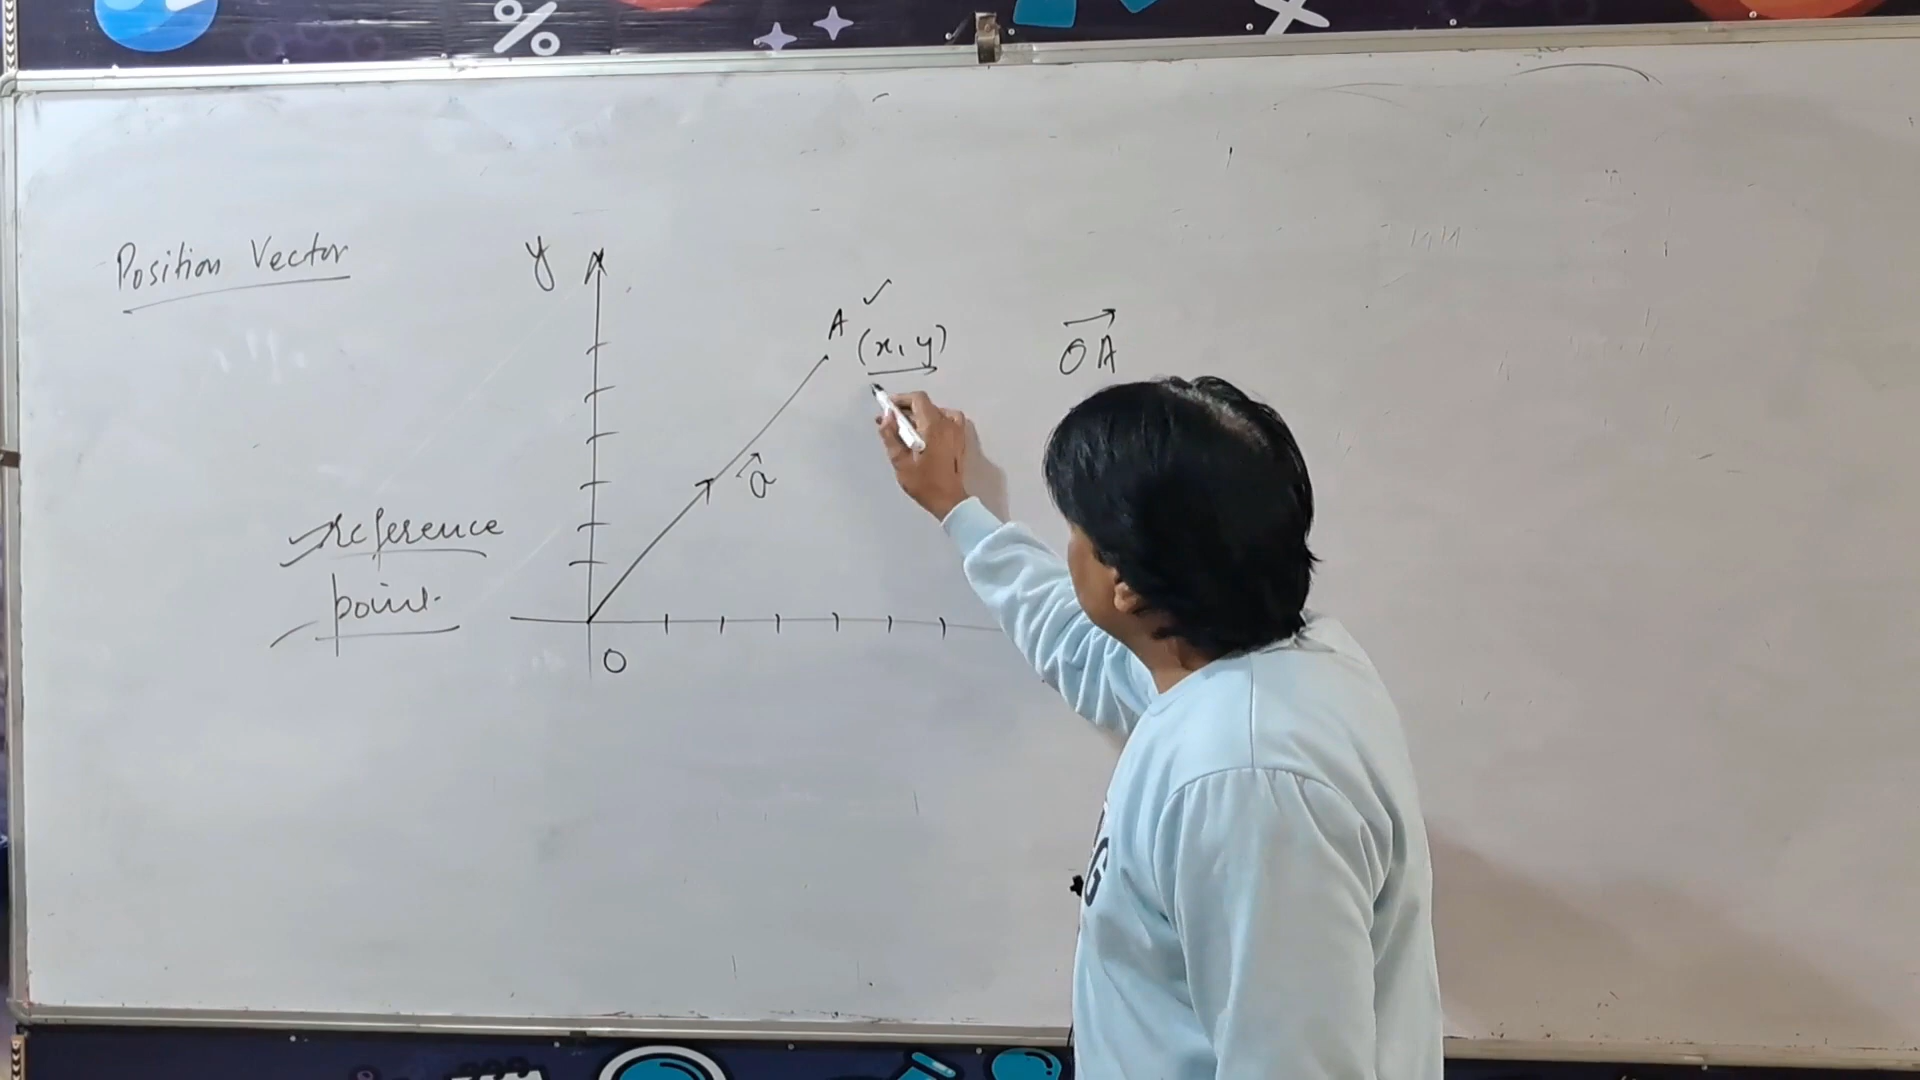 Position Vector
y
A
(x, y)
OA
a
reference
point.
O
%
G